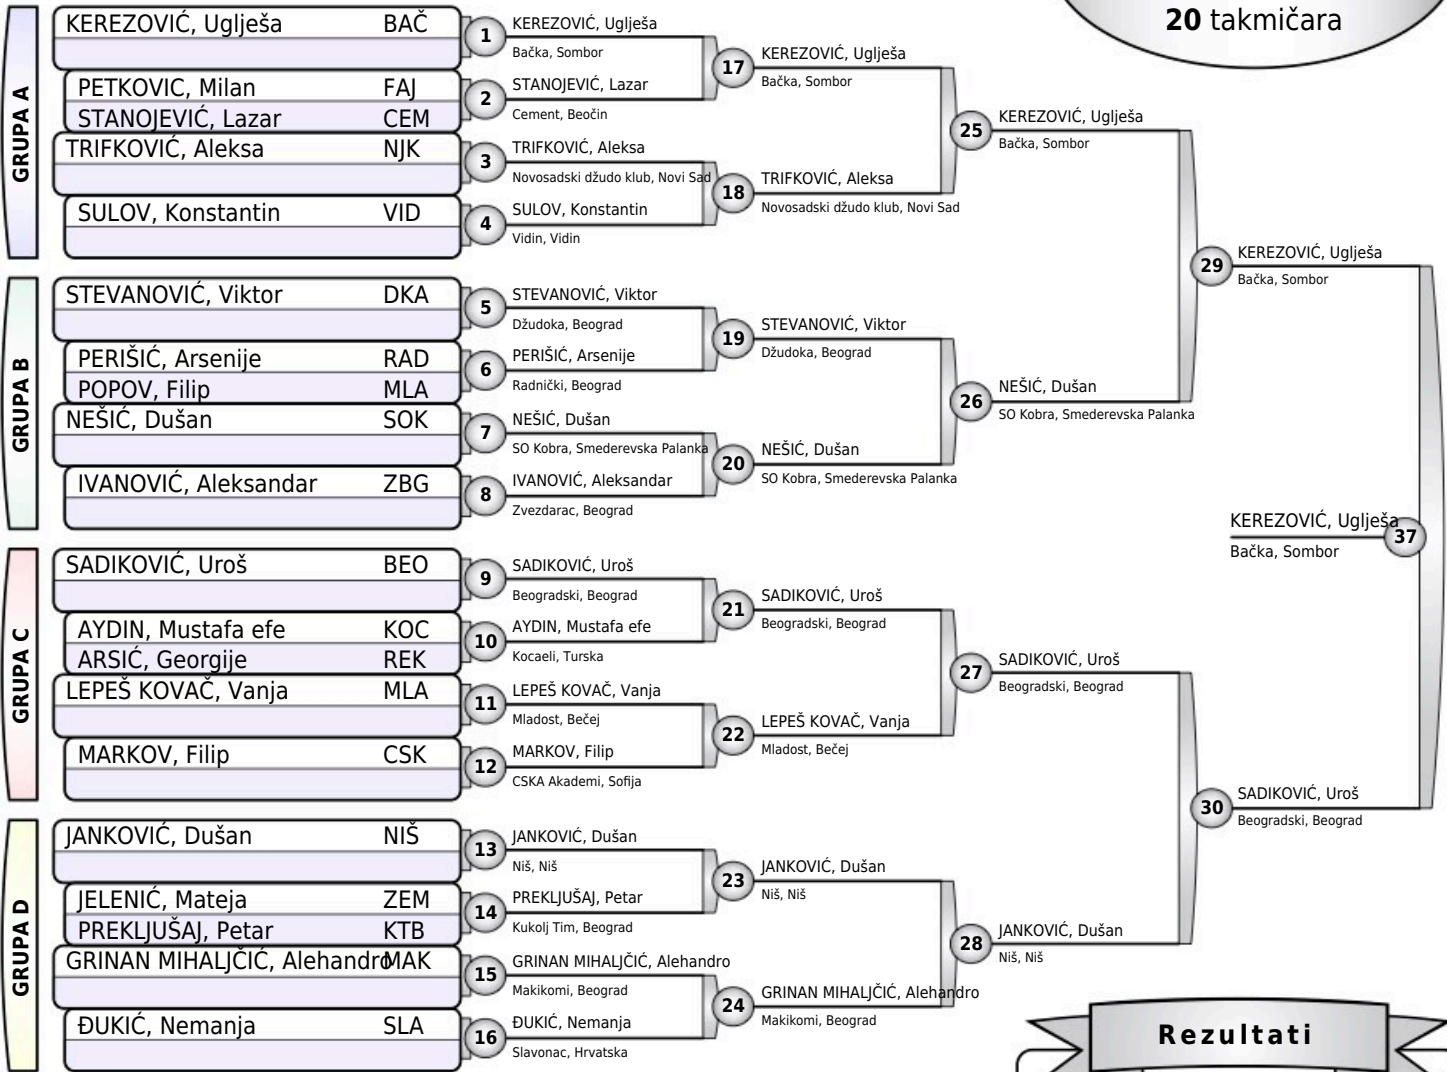 20 takmičara
GRUPA A
KEREZOVIĆ, Uglješa BAČ
PETKOVIC, Milan FAJ
STANOJEVIĆ, Lazar CEM
TRIFKOVIĆ, Aleksa NJK
SULOV, Konstantin VID
GRUPA B
STEVANOVIĆ, Viktor DKA
PERIŠIĆ, Arsenije RAD
POPOV, Filip MLA
NEŠIĆ, Dušan SOK
IVANOVIĆ, Aleksandar ZBG
GRUPA C
SADIKOVIĆ, Uroš BEO
AYDIN, Mustafa efe KOC
ARSIĆ, Georgije REK
LEPEŠ KOVAČ, Vanja MLA
MARKOV, Filip CSK
GRUPA D
JANKOVIĆ, Dušan NIŠ
JELENIĆ, Mateja ZEM
PREKLJUŠAJ, Petar KTB
GRINAN MIHALJČIĆ, Alehandro MAK
ĐUKIĆ, Nemanja SLA
1 KEREZOVIĆ, Uglješa
Bačka, Sombor
2 STANOJEVIĆ, Lazar
Cement, Beočin
3 TRIFKOVIĆ, Aleksa
Novosadski džudo klub, Novi Sad
4 SULOV, Konstantin
Vidin, Vidin
5 STEVANOVIĆ, Viktor
Džudoka, Beograd
6 PERIŠIĆ, Arsenije
Radnički, Beograd
7 NEŠIĆ, Dušan
SO Kobra, Smederevska Palanka
8 IVANOVIĆ, Aleksandar
Zvezdarac, Beograd
9 SADIKOVIĆ, Uroš
Beogradski, Beograd
10 AYDIN, Mustafa efe
Kocaeli, Turska
11 LEPEŠ KOVAČ, Vanja
Mladost, Bečej
12 MARKOV, Filip
CSKA Akademi, Sofija
13 JANKOVIĆ, Dušan
Niš, Niš
14 PREKLJUŠAJ, Petar
Kukolj Tim, Beograd
15 GRINAN MIHALJČIĆ, Alehandro
Makikomi, Beograd
16 ĐUKIĆ, Nemanja
Slavonac, Hrvatska
17 KEREZOVIĆ, Uglješa
Bačka, Sombor
18 TRIFKOVIĆ, Aleksa
Novosadski džudo klub, Novi Sad
19 STEVANOVIĆ, Viktor
Džudoka, Beograd
20 NEŠIĆ, Dušan
SO Kobra, Smederevska Palanka
21 SADIKOVIĆ, Uroš
Beogradski, Beograd
22 LEPEŠ KOVAČ, Vanja
Mladost, Bečej
23 JANKOVIĆ, Dušan
Niš, Niš
24 GRINAN MIHALJČIĆ, Alehandro
Makikomi, Beograd
25 KEREZOVIĆ, Uglješa
Bačka, Sombor
26 NEŠIĆ, Dušan
SO Kobra, Smederevska Palanka
27 SADIKOVIĆ, Uroš
Beogradski, Beograd
28 JANKOVIĆ, Dušan
Niš, Niš
29 KEREZOVIĆ, Uglješa
Bačka, Sombor
30 SADIKOVIĆ, Uroš
Beogradski, Beograd
KEREZOVIĆ, Uglješa 37
Bačka, Sombor
Rezultati